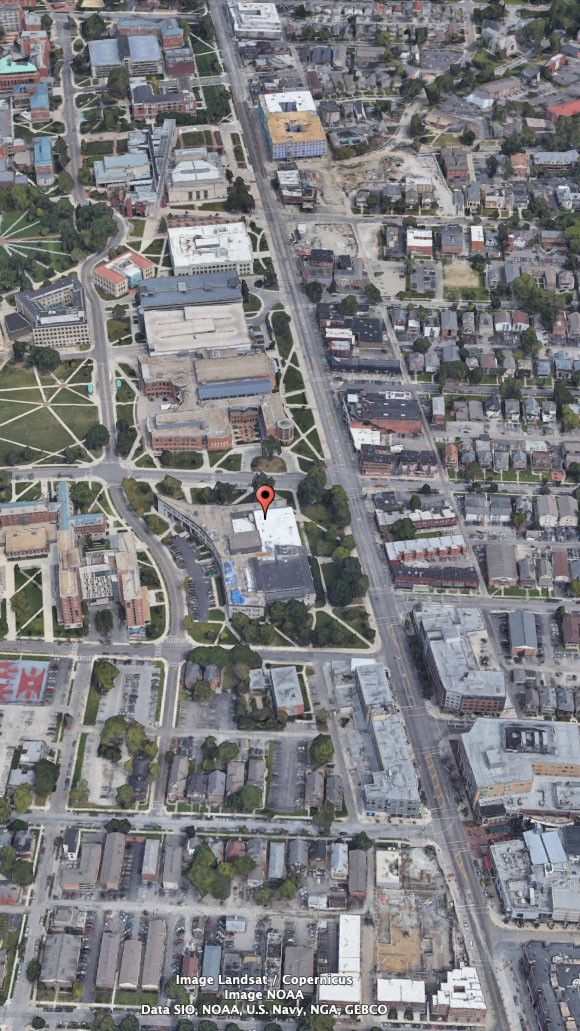 Image Landsat / Copernicus
Image NOAA
Data SIO, NOAA, U.S. Navy, NGA, GEBCO